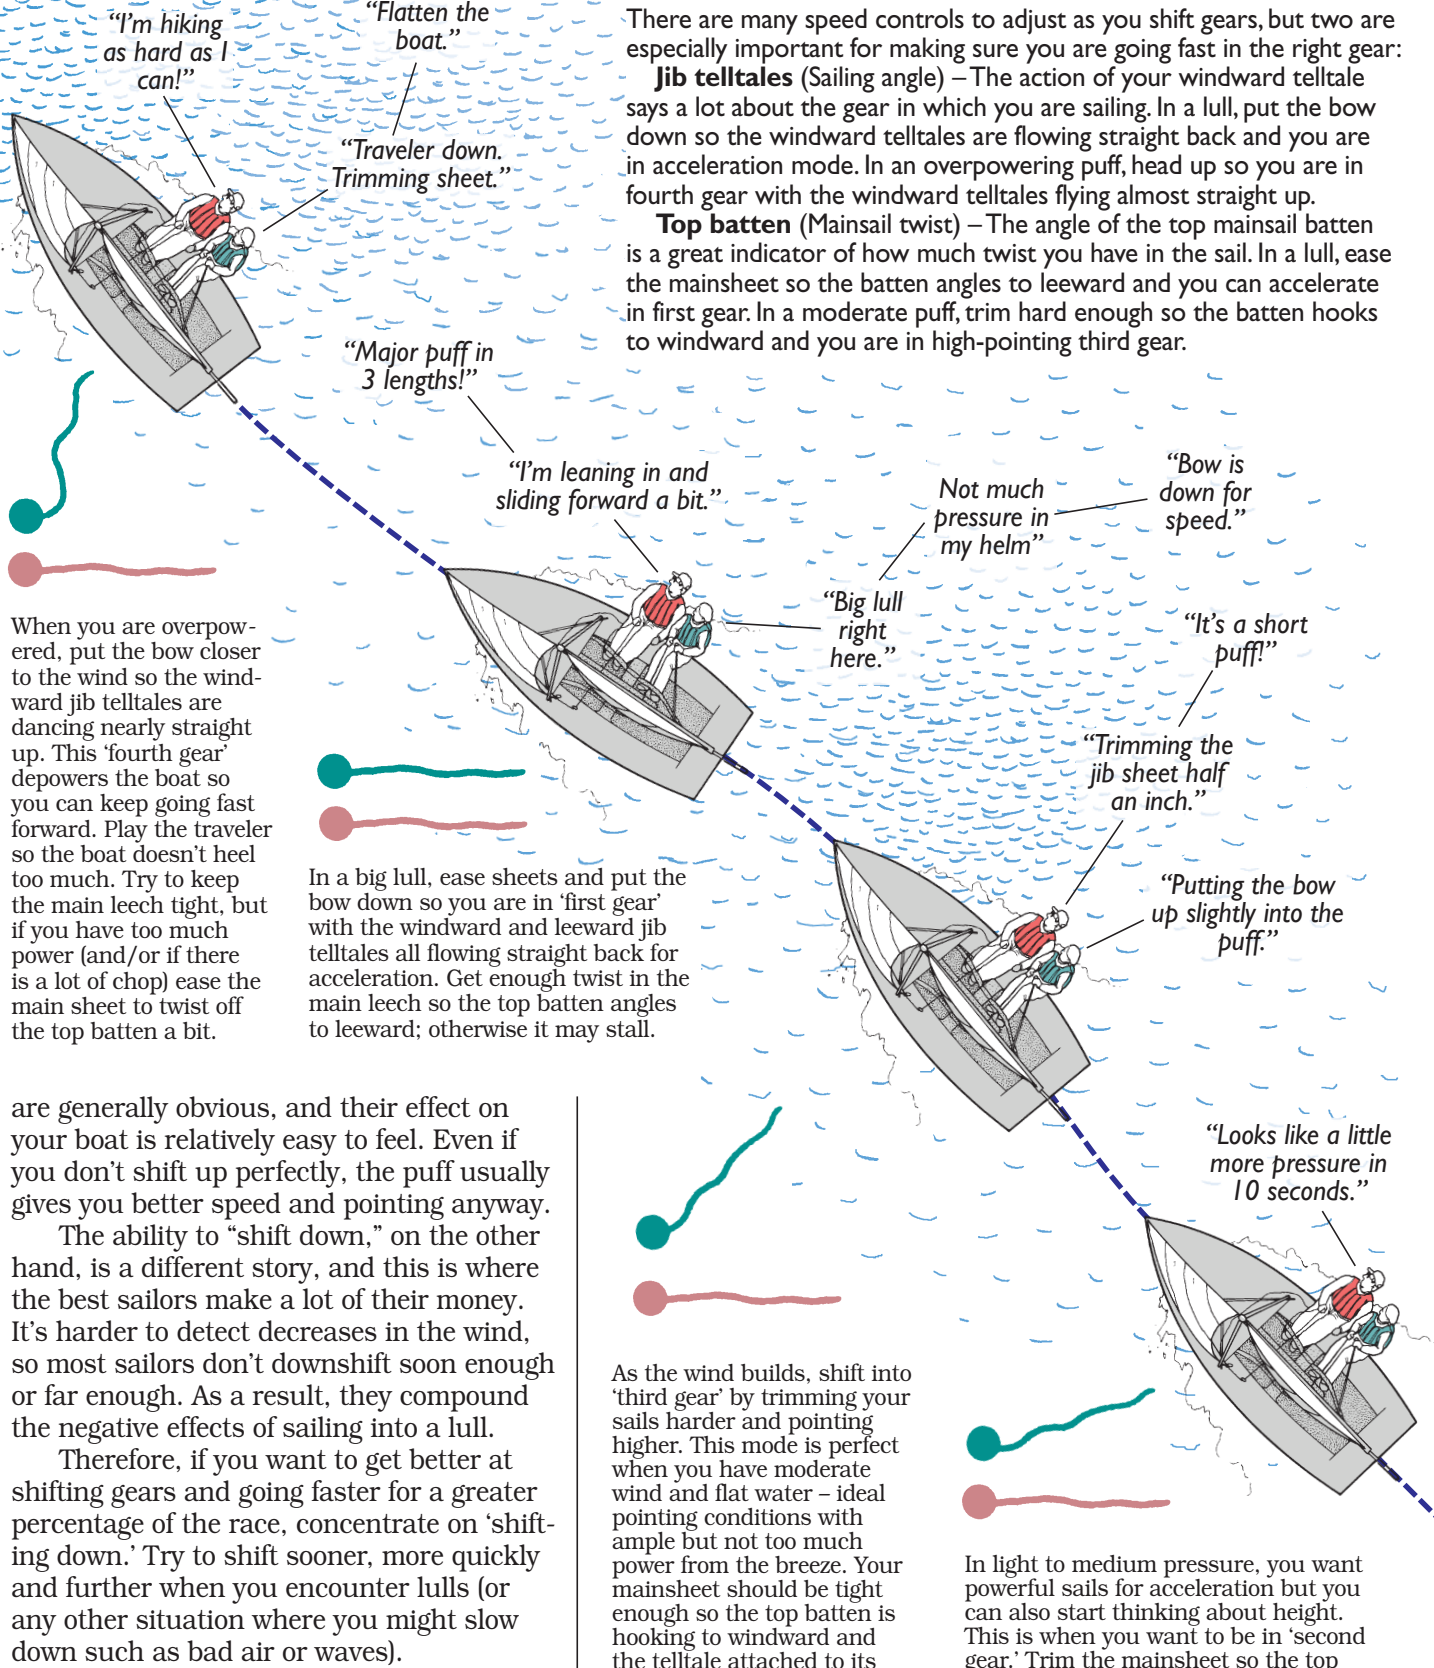 “I'm hiking
as hard as I
can!”
“Flatten the
boat.”
“Traveler down.
Trimming sheet.”
There are many speed controls to adjust as you shift gears, but two are
especially important for making sure you are going fast in the right gear:
Jib telltales (Sailing angle) – The action of your windward telltale
says a lot about the gear in which you are sailing. In a lull, put the bow
down so the windward telltales are flowing straight back and you are
in acceleration mode. In an overpowering puff, head up so you are in
fourth gear with the windward telltales flying almost straight up.
Top batten (Mainsail twist) – The angle of the top mainsail batten
is a great indicator of how much twist you have in the sail. In a lull, ease
the mainsheet so the batten angles to leeward and you can accelerate
in first gear. In a moderate puff, trim hard enough so the batten hooks
to windward and you are in high-pointing third gear.
“Major puff in
3 lengths!”
“I'm leaning in and
sliding forward a bit.”
Not much
pressure in
my helm”
“Bow is
down for
speed.”
“Big lull
right
here.”
“It's a short
puff!”
“Trimming the
jib sheet half
an inch.”
“Putting the bow
up slightly into the
puff.”
“Looks like a little
more pressure in
10 seconds.”
When you are overpow-
ered, put the bow closer
to the wind so the wind-
ward jib telltales are
dancing nearly straight
up. This ‘fourth gear’
depowers the boat so
you can keep going fast
forward. Play the traveler
so the boat doesn't heel
too much. Try to keep
the main leech tight, but
if you have too much
power (and/or if there
is a lot of chop) ease the
main sheet to twist off
the top batten a bit.
In a big lull, ease sheets and put the
bow down so you are in ‘first gear’
with the windward and leeward jib
telltales all flowing straight back for
acceleration. Get enough twist in the
main leech so the top batten angles
to leeward; otherwise it may stall.
are generally obvious, and their effect on
your boat is relatively easy to feel. Even if
you don't shift up perfectly, the puff usually
gives you better speed and pointing anyway.
The ability to “shift down,” on the other
hand, is a different story, and this is where
the best sailors make a lot of their money.
It's harder to detect decreases in the wind,
so most sailors don't downshift soon enough
or far enough. As a result, they compound
the negative effects of sailing into a lull.
Therefore, if you want to get better at
shifting gears and going faster for a greater
percentage of the race, concentrate on ‘shift-
ing down.’ Try to shift sooner, more quickly
and further when you encounter lulls (or
any other situation where you might slow
down such as bad air or waves).
As the wind builds, shift into
‘third gear’ by trimming your
sails harder and pointing
higher. This mode is perfect
when you have moderate
wind and flat water – ideal
pointing conditions with
ample but not too much
power from the breeze. Your
mainsheet should be tight
enough so the top batten is
hooking to windward and
the telltale attached to its
In light to medium pressure, you want
powerful sails for acceleration but you
can also start thinking about height.
This is when you want to be in ‘second
gear.’ Trim the mainsheet so the top